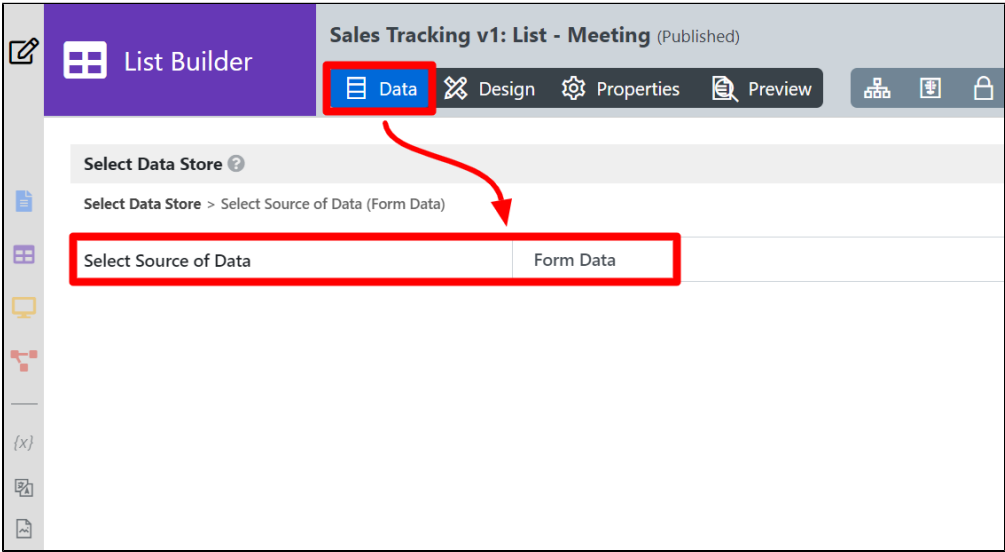 Sales Tracking v1: List - Meeting (Published)
List Builder
Data Design Properties Preview
Select Data Store
Select Data Store > Select Source of Data (Form Data)
Select Source of Data Form Data
{x}